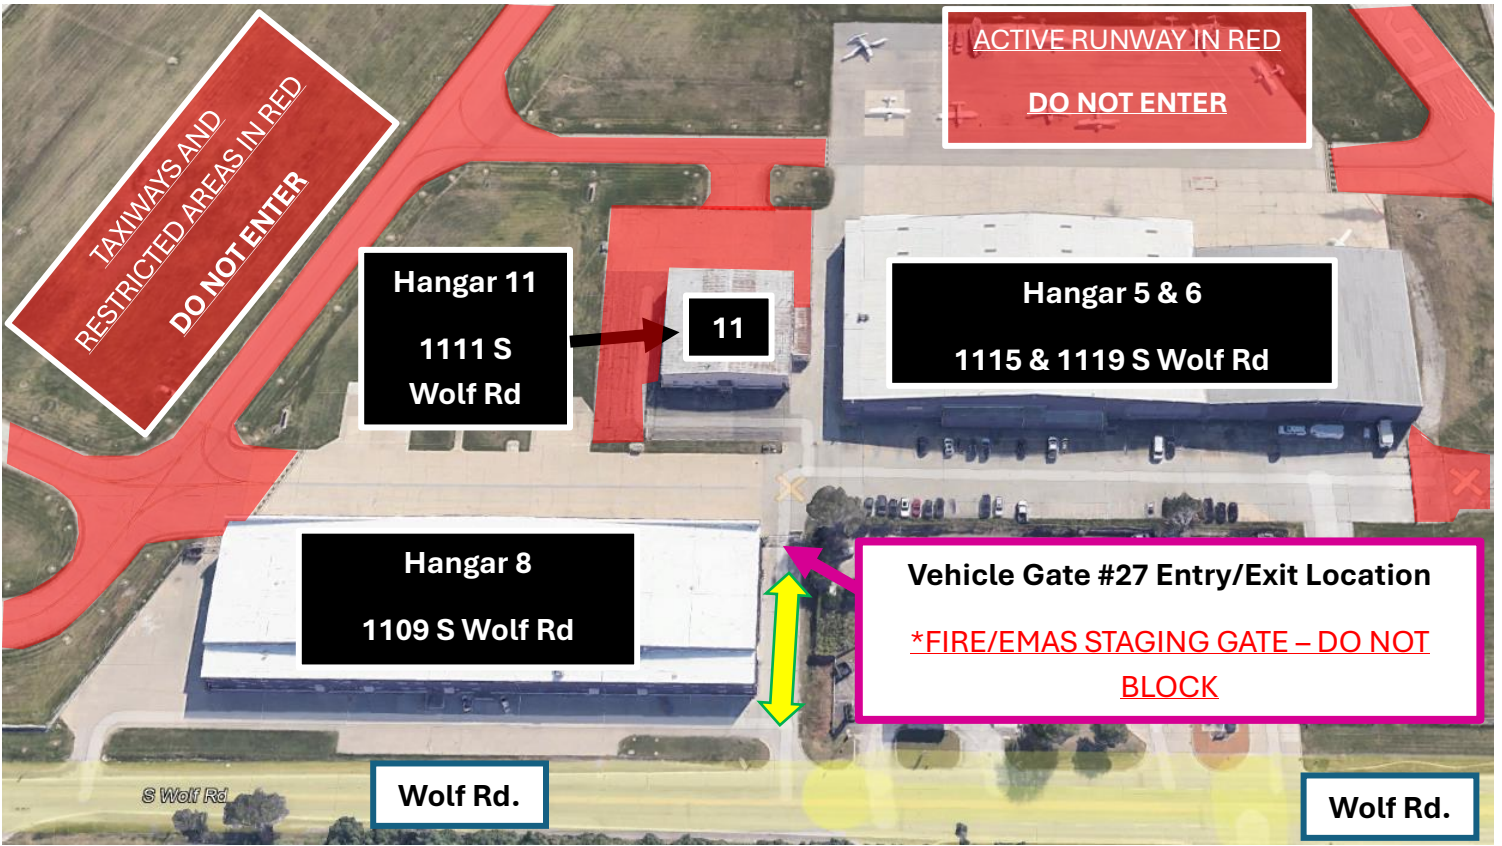 TAXIWAYS AND
RESTRICTED AREAS IN RED
DO NOT ENTER
ACTIVE RUNWAY IN RED
DO NOT ENTER
Hangar 11
1111 S
Wolf Rd
11
Hangar 5 & 6
1115 & 1119 S Wolf Rd
Hangar 8
1109 S Wolf Rd
Vehicle Gate #27 Entry/Exit Location
*FIRE/EMAS STAGING GATE – DO NOT
BLOCK
S Wolf Rd
Wolf Rd.
Wolf Rd.